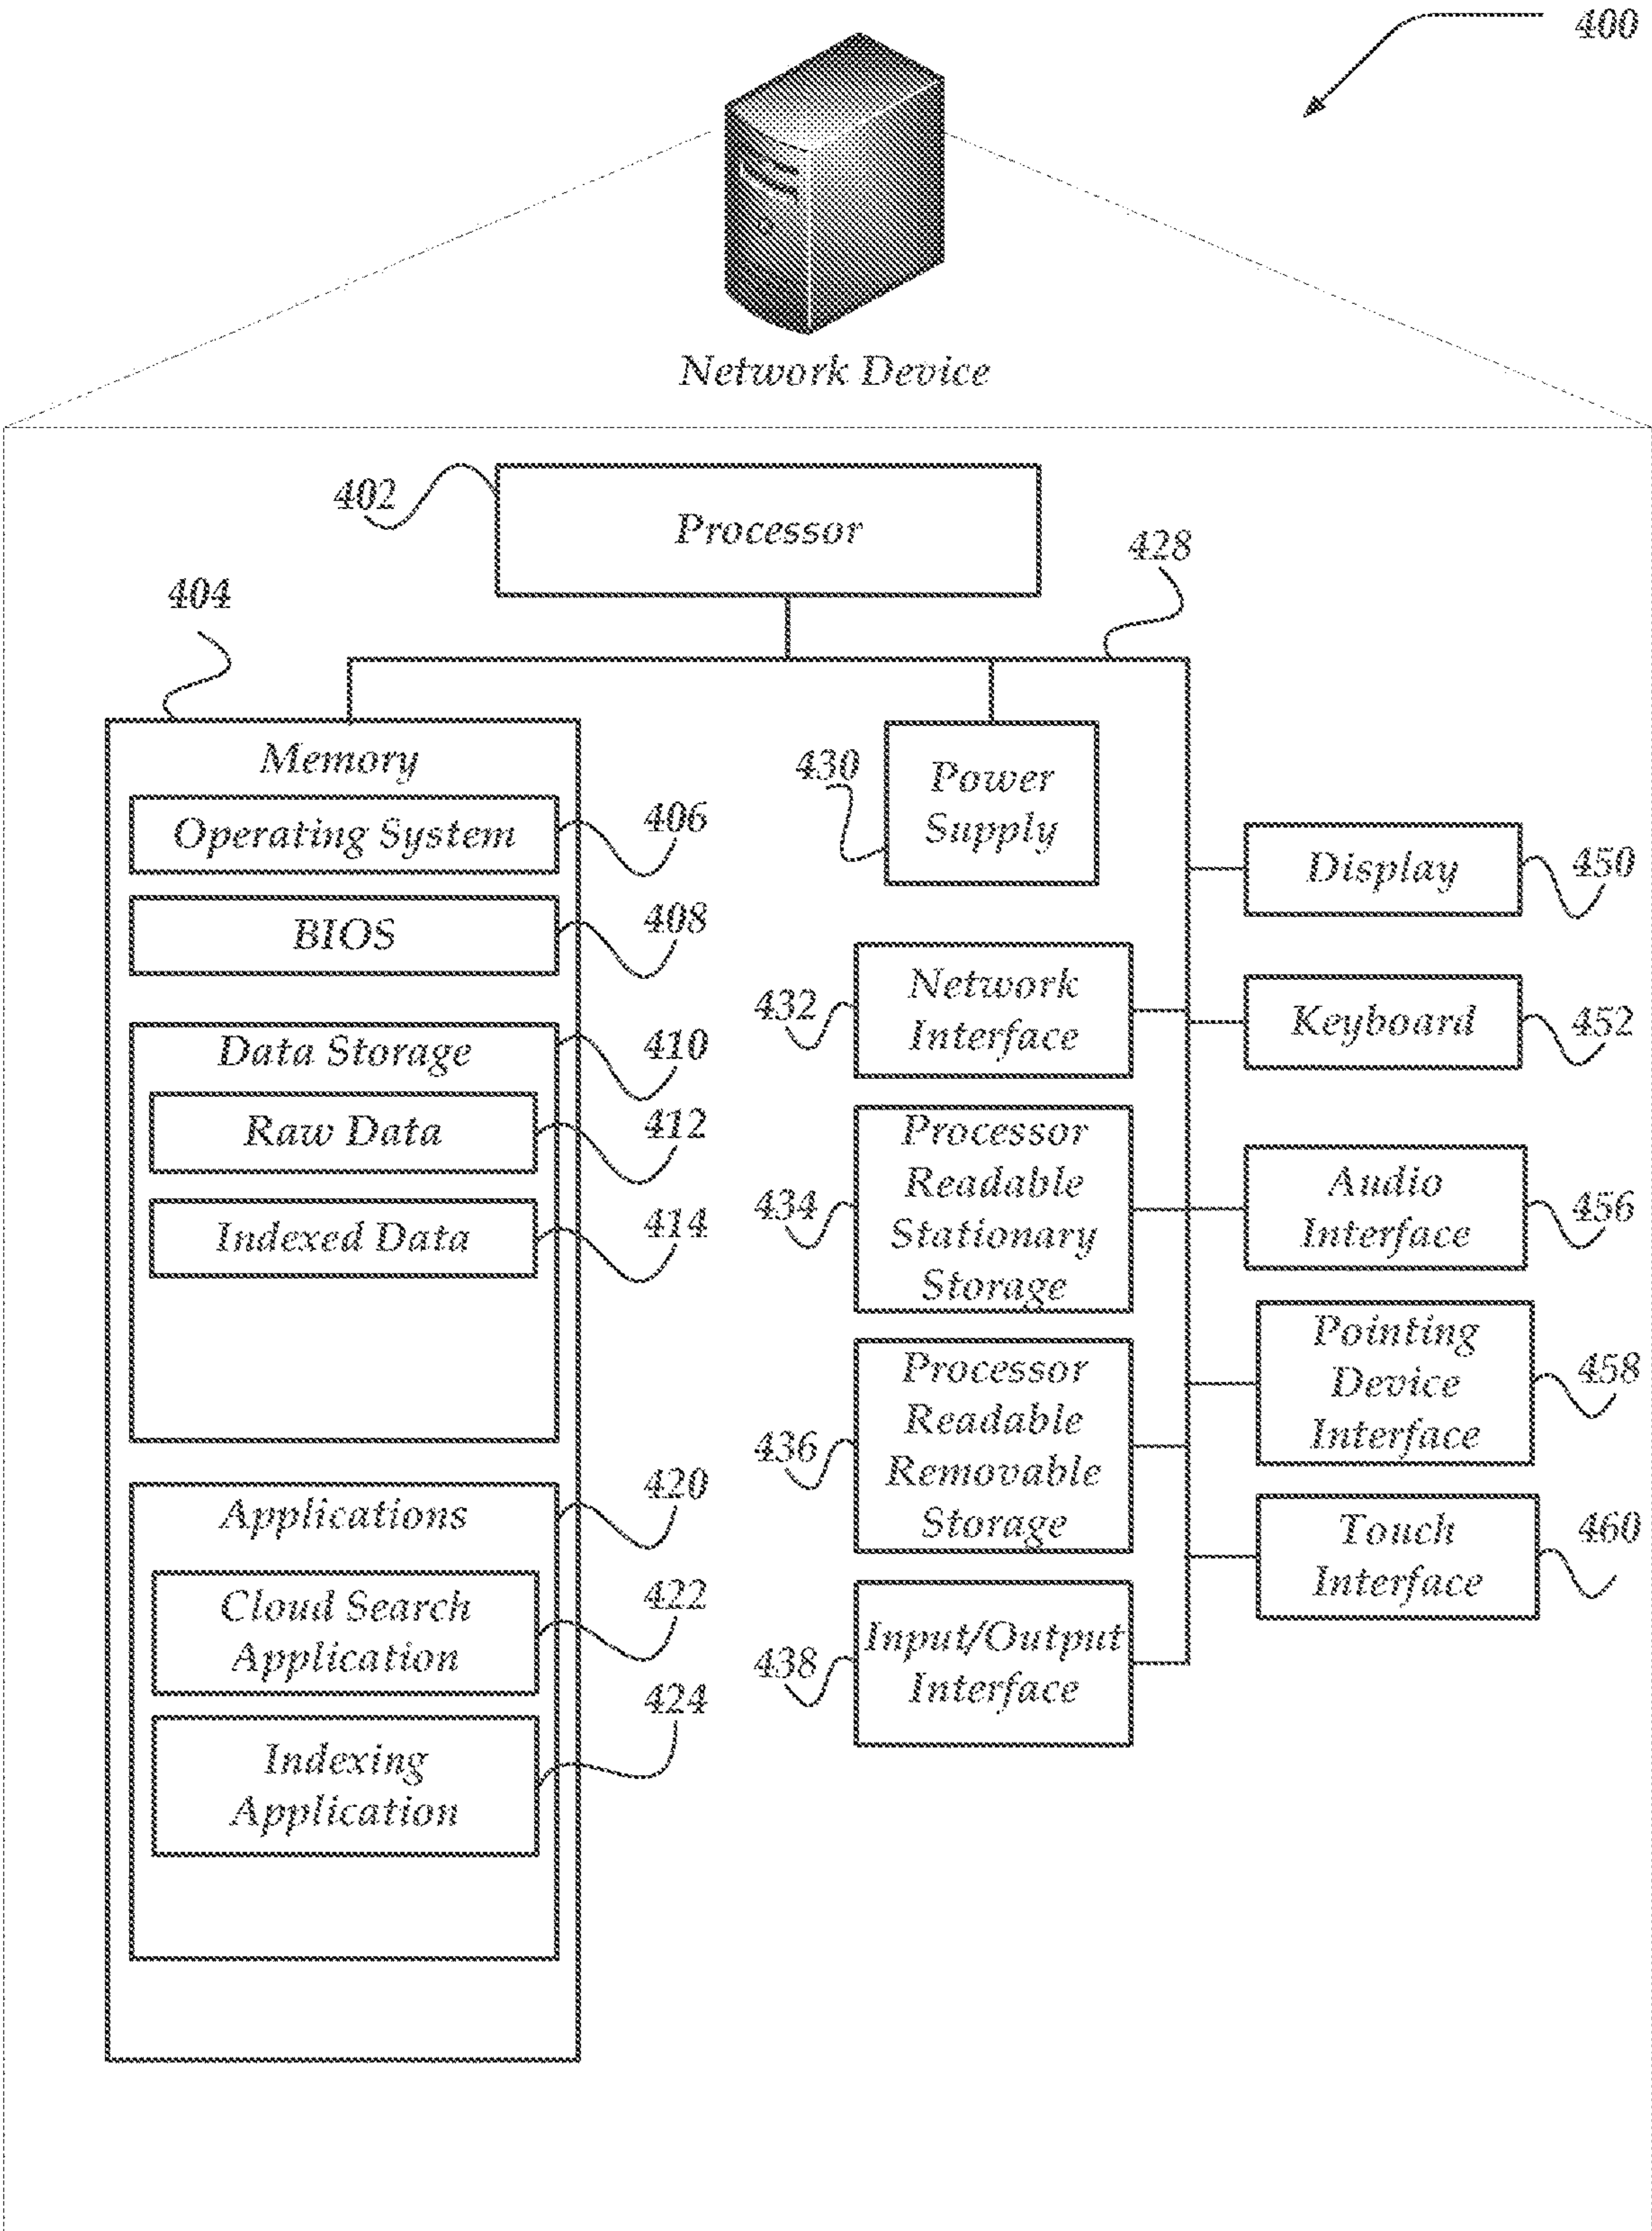 400
Network Device
402
Processor
428
404
Memory
Operating System
406
BIOS
408
Data Storage
410
Raw Data
412
Indexed Data
414
Applications
420
Cloud Search
Application
422
Indexing
Application
424
430
Power
Supply
432
Network
Interface
434
Processor
Readable
Stationary
Storage
436
Processor
Readable
Removable
Storage
438
Input/Output
Interface
Display
450
Keyboard
452
Audio
Interface
456
Pointing
Device
Interface
458
Touch
Interface
460